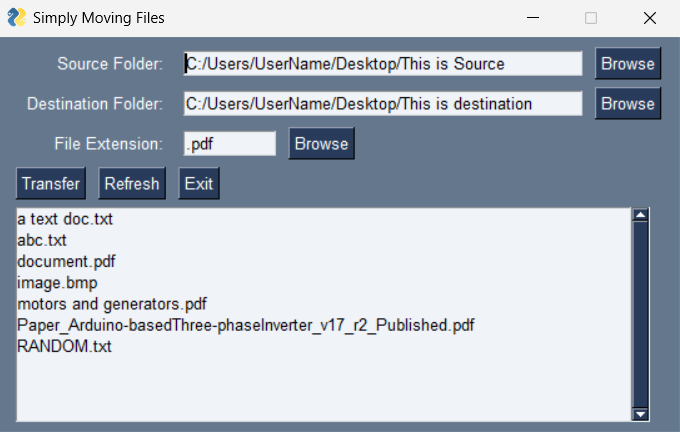 Simply Moving Files
Source Folder: C:/Users/UserName/Desktop/This is Source Browse
Destination Folder: C:/Users/UserName/Desktop/This is destination Browse
File Extension: .pdf Browse
Transfer Refresh Exit
a text doc.txt
abc.txt
document.pdf
image.bmp
motors and generators.pdf
Paper_Arduino-basedThree-phaseInverter_v17_r2_Published.pdf
RANDOM.txt